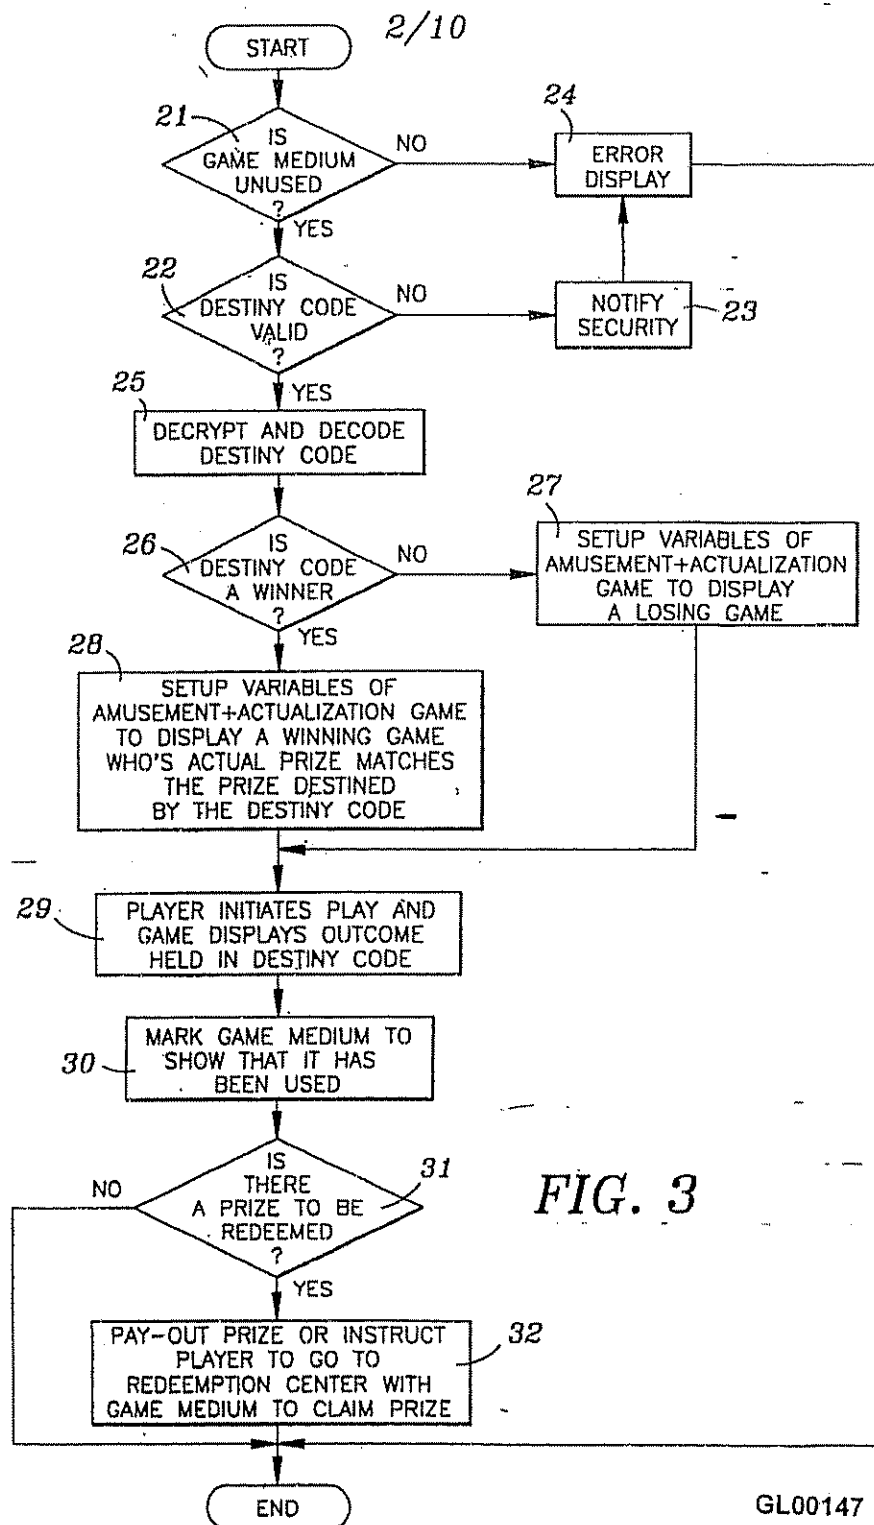 2/10
START
21
IS
GAME MEDIUM
UNUSED
?
NO
YES
24
ERROR
DISPLAY
22
IS
DESTINY CODE
VALID
?
NO
YES
NOTIFY
SECURITY
23
25
DECRYPT AND DECODE
DESTINY CODE
26
IS
DESTINY CODE
A WINNER
?
NO
YES
27
SETUP VARIABLES OF
AMUSEMENT+ACTUALIZATION
GAME TO DISPLAY
A LOSING GAME
28
SETUP VARIABLES OF
AMUSEMENT+ACTUALIZATION GAME
TO DISPLAY A WINNING GAME
WHO'S ACTUAL PRIZE MATCHES
THE PRIZE DESTINED
BY THE DESTINY CODE
29
PLAYER INITIATES PLAY AND
GAME DISPLAYS OUTCOME
HELD IN DESTINY CODE
30
MARK GAME MEDIUM TO
SHOW THAT IT HAS
BEEN USED
31
IS
THERE
A PRIZE TO BE
REDEEMED
?
NO
YES
FIG. 3
32
PAY-OUT PRIZE OR INSTRUCT
PLAYER TO GO TO
REDEEMPTION CENTER WITH
GAME MEDIUM TO CLAIM PRIZE
END
GL00147